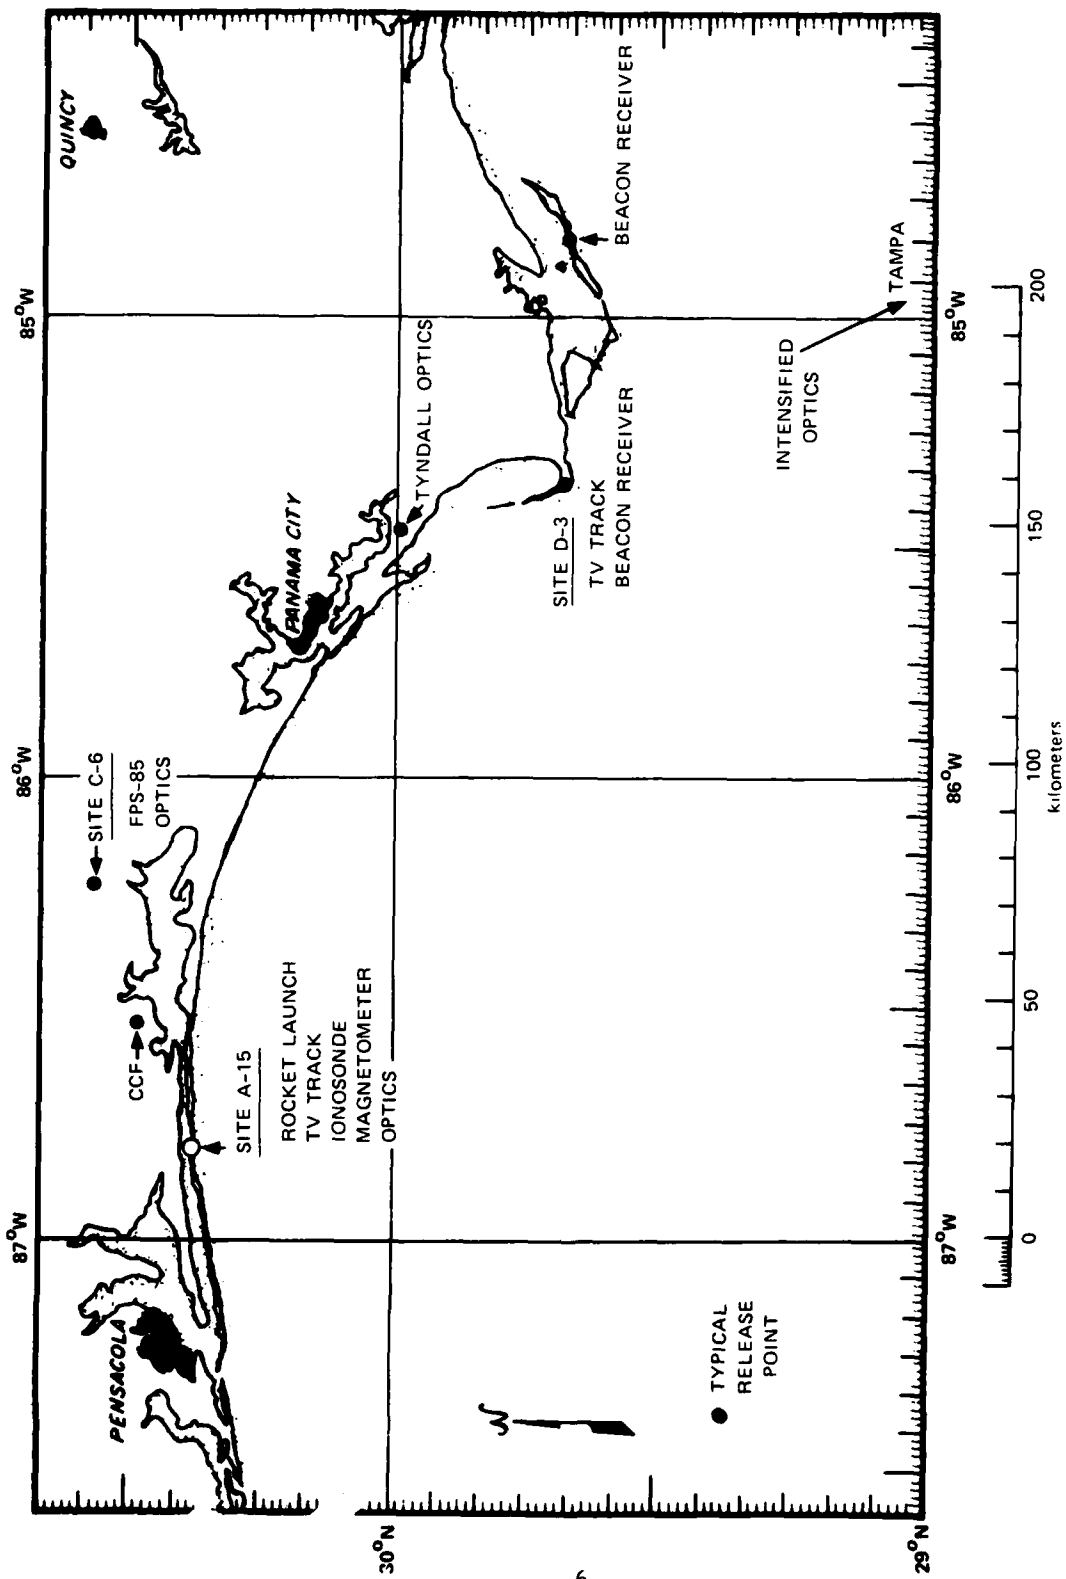 87°W
86°W
85°W
QUINCY
PENSACOLA
CCF
SITE C-6
FPS-85
OPTICS
PANAMA CITY
SITE A-15
ROCKET LAUNCH
TV TRACK
IONOSONDE
MAGNETOMETER
OPTICS
TYNDALL OPTICS
30°N
SITE D-3
TV TRACK
BEACON RECEIVER
BEACON RECEIVER
N
TYPICAL
RELEASE
POINT
INTENSIFIED
OPTICS
TAMPA
29°N
87°W
86°W
85°W
0
50
100
150
200
kilometers
6